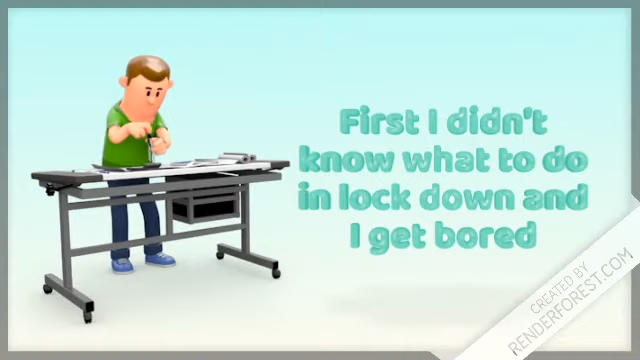 First I didn't
know what to do
in lock down and
I get bored
CREATED BY
RENDERFOREST.COM